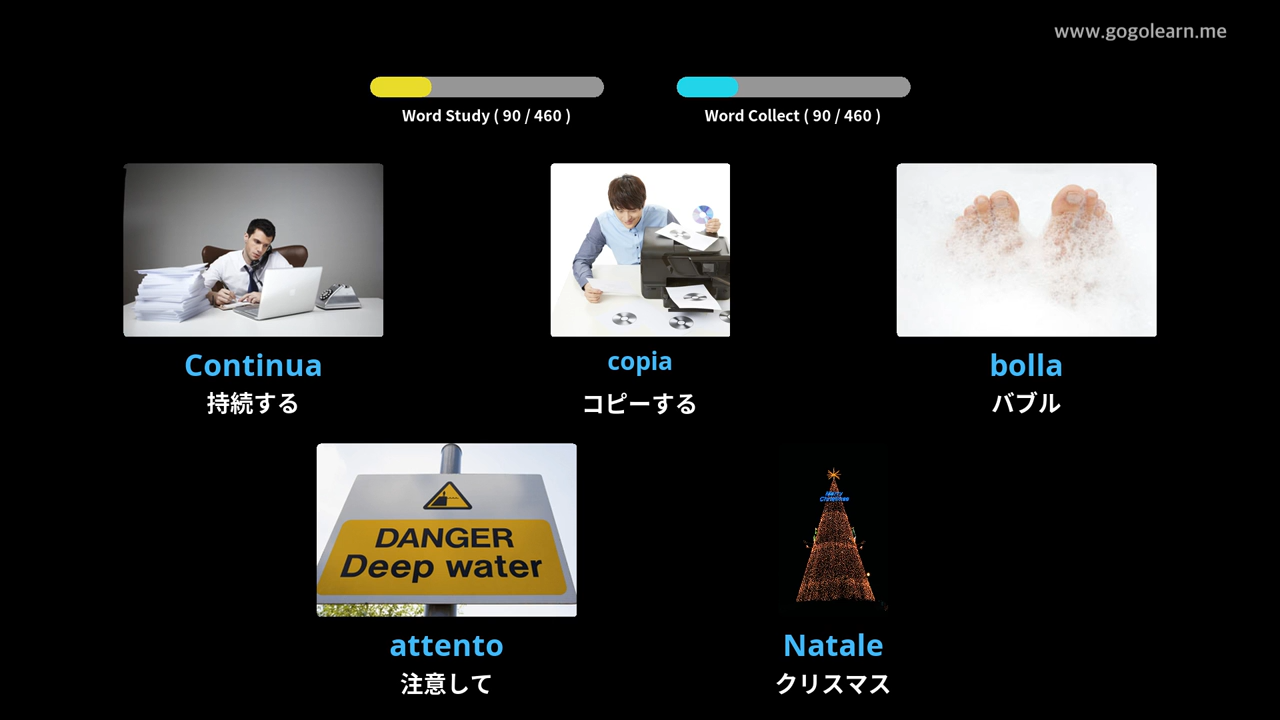 www.gogolearn.me
Word Study ( 90 / 460 )
Word Collect ( 90 / 460 )
Continua
持続する
copia
コピーする
bolla
バブル
DANGER
Deep water
attento
注意して
Merry
Christmas
Natale
クリスマス